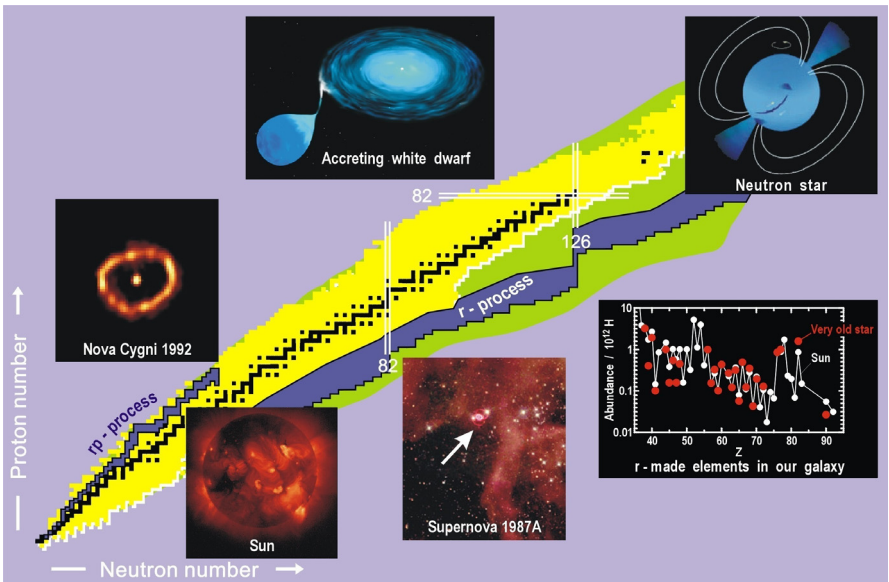 Accreting white dwarf
Neutron star
82
126
Nova Cygni 1992
r - process
82
rp - process
Proton number
Neutron number
Sun
Supernova 1987A
Abundance / 10^12 H
10
1
0.1
0.01
Very old star
Sun
40 50 60 70 80 90
Z
r - made elements in our galaxy